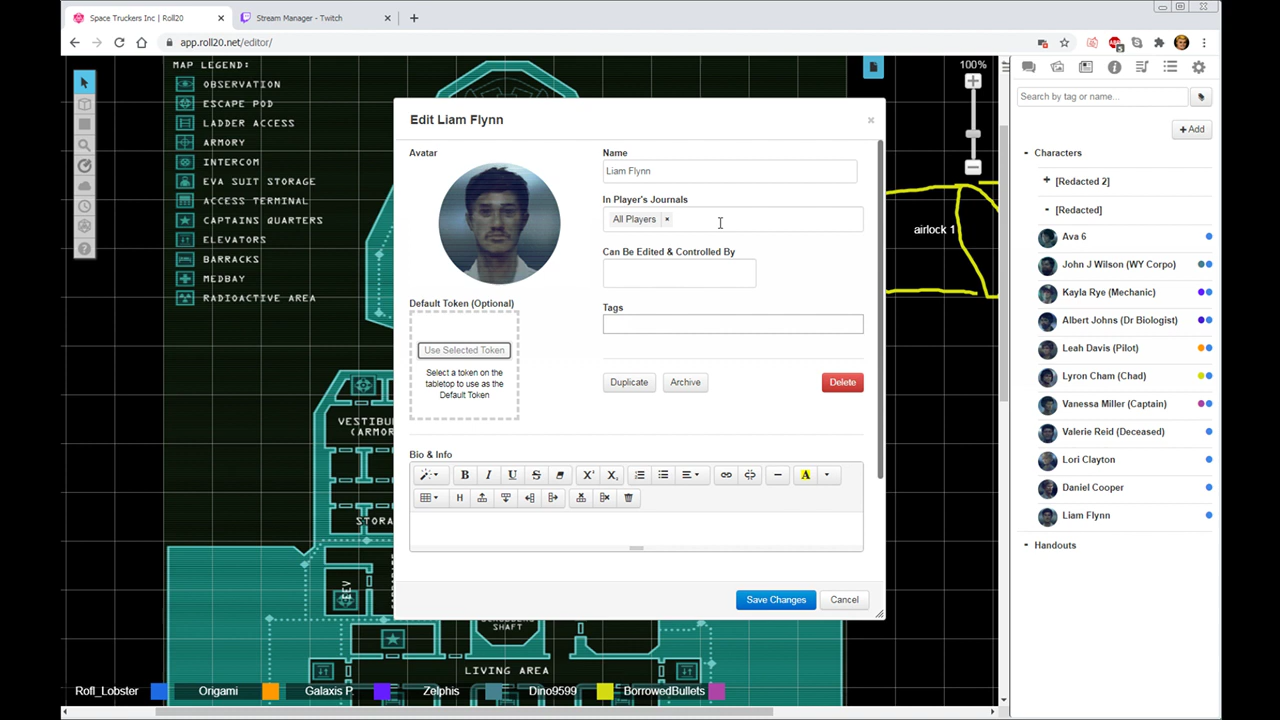 Space Truckers Inc | Roll20
Stream Manager - Twitch
app.roll20.net/editor/
5
MAP LEGEND:
OBSERVATION
ESCAPE POD
LADDER ACCESS
ARMORY
INTERCOM
EVA SUIT STORAGE
ACCESS TERMINAL
CAPTAINS QUARTERS
ELEVATORS
BARRACKS
MEDBAY
RADIOACTIVE AREA
VESTIBU
(ARMOR
STORA
EEV
SHAFT
LIVING AREA
100%
airlock 1
Edit Liam Flynn
×
Avatar
Name
Liam Flynn
In Player's Journals
All Players ×
Can Be Edited & Controlled By
Default Token (Optional)
Use Selected Token
Select a token on the
tabletop to use as the
Default Token
Tags
Duplicate
Archive
Delete
Bio & Info
B I U S X² X₂ A
H
Save Changes
Cancel
Search by tag or name...
+ Add
- Characters
+ [Redacted 2]
- [Redacted]
Ava 6
John J Wilson (WY Corpo)
Kayla Rye (Mechanic)
Albert Johns (Dr Biologist)
Leah Davis (Pilot)
Lyron Cham (Chad)
Vanessa Miller (Captain)
Valerie Reid (Deceased)
Lori Clayton
Daniel Cooper
Liam Flynn
- Handouts
Rofl_Lobster
Origami
Galaxis P.
Zelphis
Dino9599
BorrowedBullets